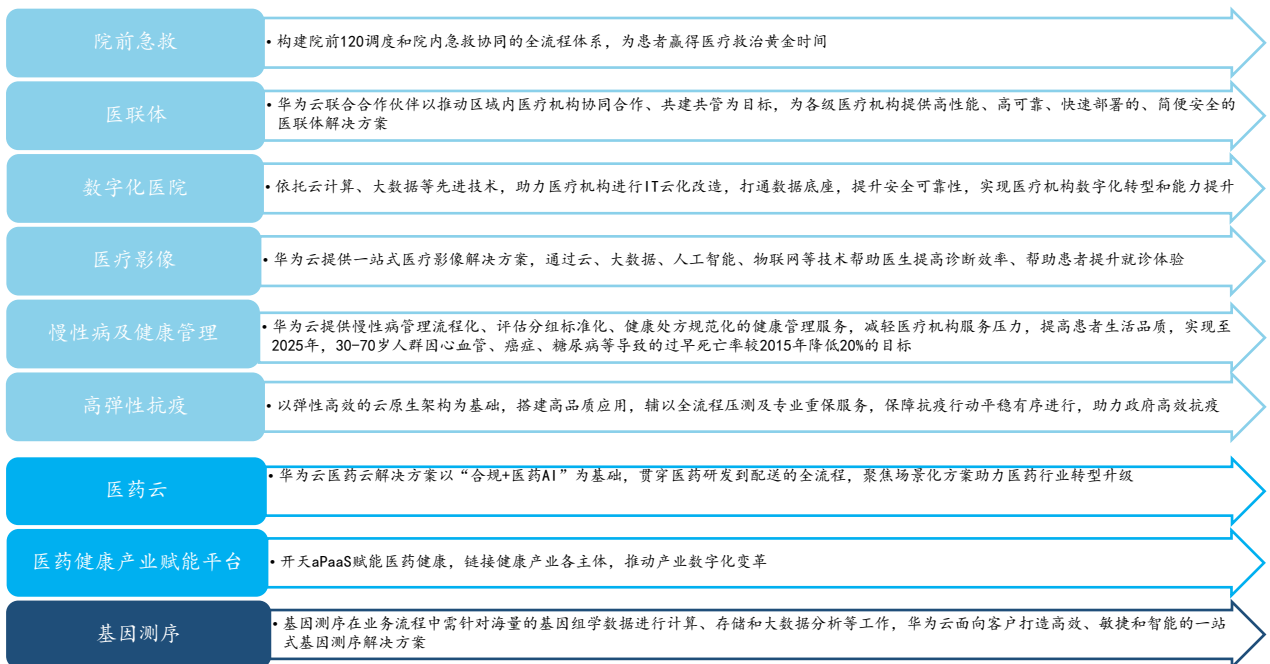 院前急救
•构建院前120调度和院内急救协同的全流程体系，为患者赢得医疗救治黄金时间
医联体
•华为云联合合作伙伴以推动区域内医疗机构协同合作、共建共管为目标，为各级医疗机构提供高性能、高可靠、快速部署的、简便安全的
医联体解决方案
数字化医院
•依托云计算、大数据等先进技术，助力医疗机构进行IT云化改造，打通数据底座，提升安全可靠性，实现医疗机构数字化转型和能力提升
医疗影像
•华为云提供一站式医疗影像解决方案，通过云、大数据、人工智能、物联网等技术帮助医生提高诊断效率、帮助患者提升就诊体验
慢性病及健康管理
•华为云提供慢性病管理流程化、评估分组标准化、健康处方规范化的健康管理服务，减轻医疗机构服务压力，提高患者生活品质，实现至
2025年，30-70岁人群因心血管、癌症、糖尿病等导致的过早死亡率较2015年降低20%的目标
高弹性抗疫
•以弹性高效的云原生架构为基础，搭建高品质应用，辅以全流程压测及专业重保服务，保障抗疫行动平稳有序进行，助力政府高效抗疫
医药云
•华为云医药云解决方案以“合规+医药AI”为基础，贯穿医药研发到配送的全流程，聚焦场景化方案助力医药行业转型升级
医药健康产业赋能平台
•开天aPaaS赋能医药健康，链接健康产业各主体，推动产业数字化变革
基因测序
•基因测序在业务流程中需针对海量的基因组学数据进行计算、存储和大数据分析等工作，华为云面向客户打造高效、敏捷和智能的一站
式基因测序解决方案